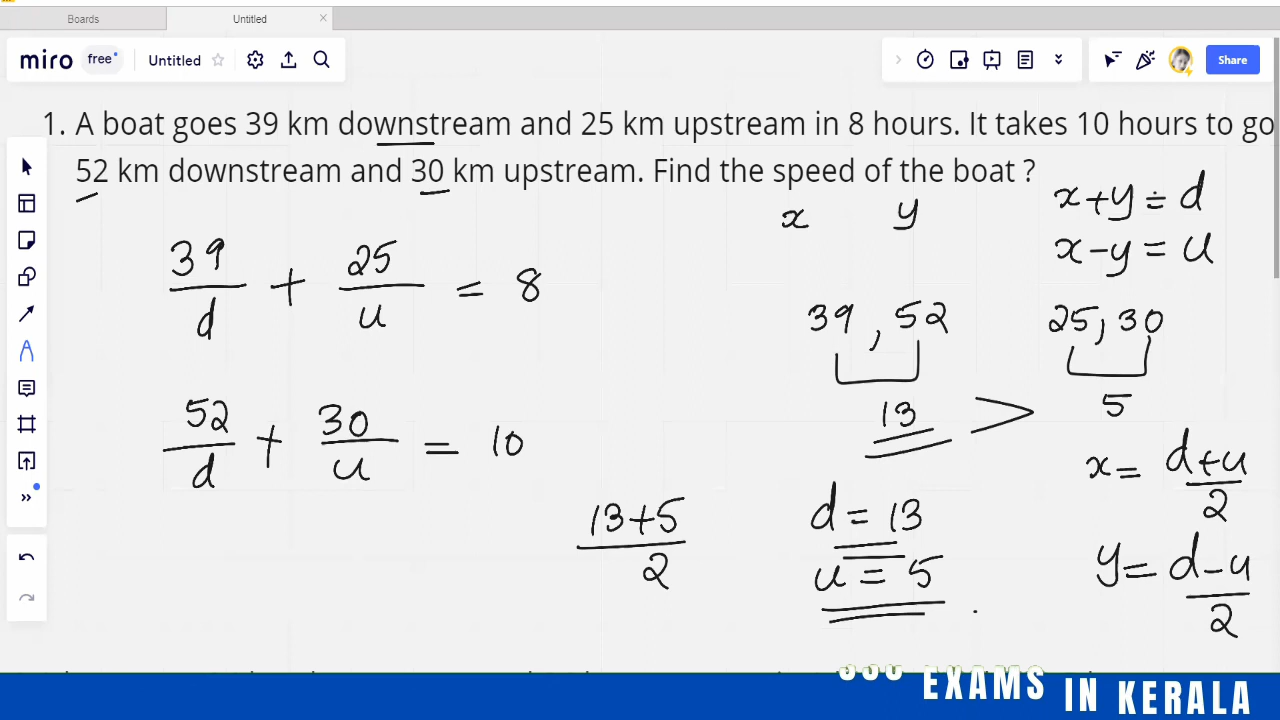 Boards Untitled ×
miro free Untitled Share
1. A boat goes 39 km downstream and 25 km upstream in 8 hours. It takes 10 hours to go
52 km downstream and 30 km upstream. Find the speed of the boat ?
x y
x+y = d
x-y = u
39/d + 25/u = 8
39, 52
25, 30
13 > 5
52/d + 30/u = 10
x = d+u/2
13+5/2
d = 13
u = 5
y = d-u/2
EXAMS IN KERALA